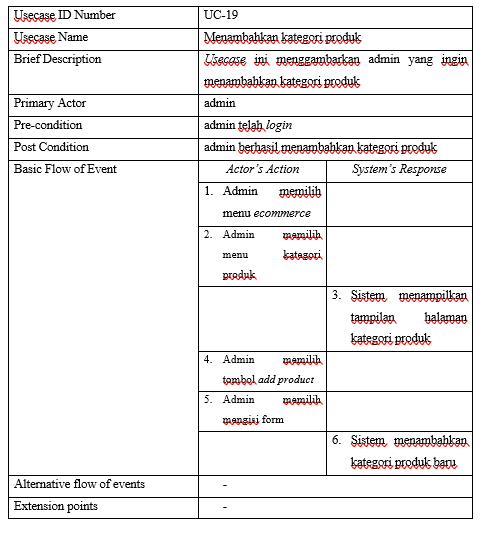 Usecase ID Number UC-19
Usecase Name Menambahkan kategori produk
Brief Description Usecase ini menggambarkan admin yang ingin
menambahkan kategori produk
Primary Actor admin
Pre-condition admin telah login
Post Condition admin berhasil menambahkan kategori produk
Basic Flow of Event Actor's Action System's Response
1. Admin memilih
menu ecommerce
2. Admin memilih
menu kategori
produk
3. Sistem menampilkan
tampilan halaman
kategori produk
4. Admin memilih
tombol add product
5. Admin memilih
mengisi form
6. Sistem menambahkan
kategori produk baru
Alternative flow of events -
Extension points -